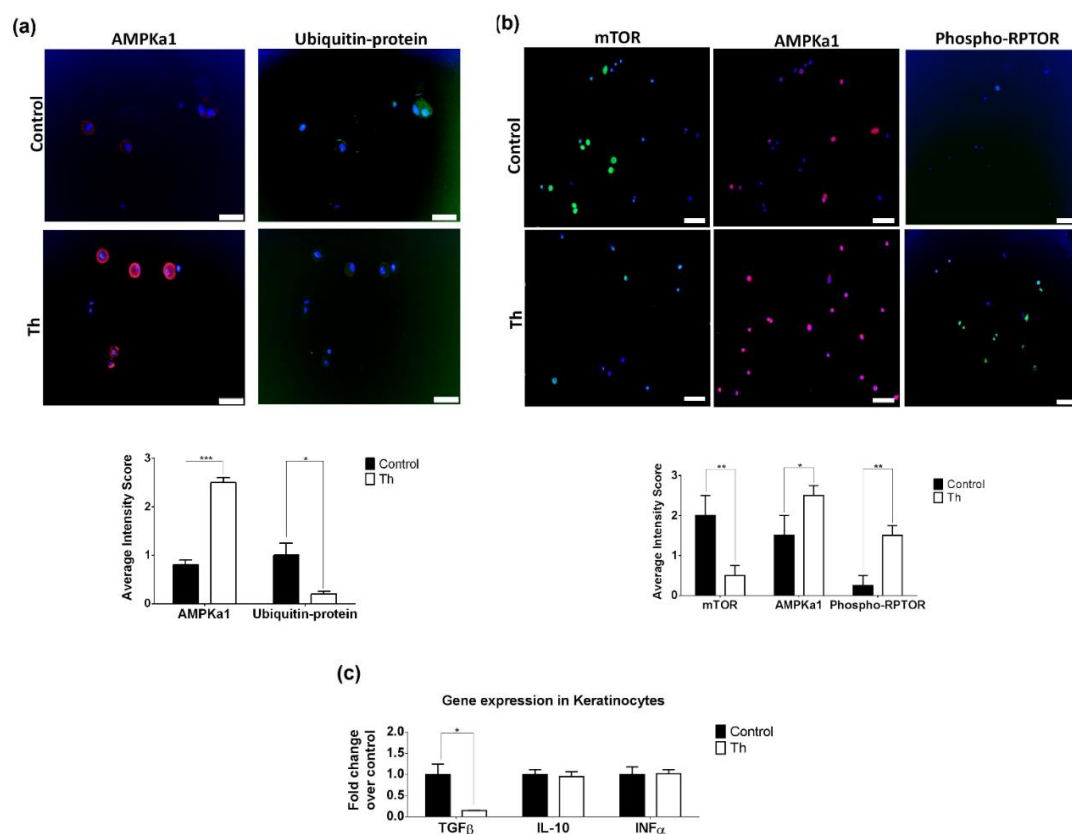 (a)
AMPKa1 Ubiquitin-protein
Control
Th
Average Intensity Score
3
2
1
0
*** *
Control
Th
AMPKa1 Ubiquitin-protein
(b)
mTOR AMPKa1 Phospho-RPTOR
Control
Th
Average Intensity Score
3
2
1
0
** * **
Control
Th
mTOR AMPKa1 Phospho-RPTOR
(c)
Gene expression in Keratinocytes
Fold change
over control
2.0
1.5
1.0
0.5
0.0
*
Control
Th
TGFβ IL-10 INFα